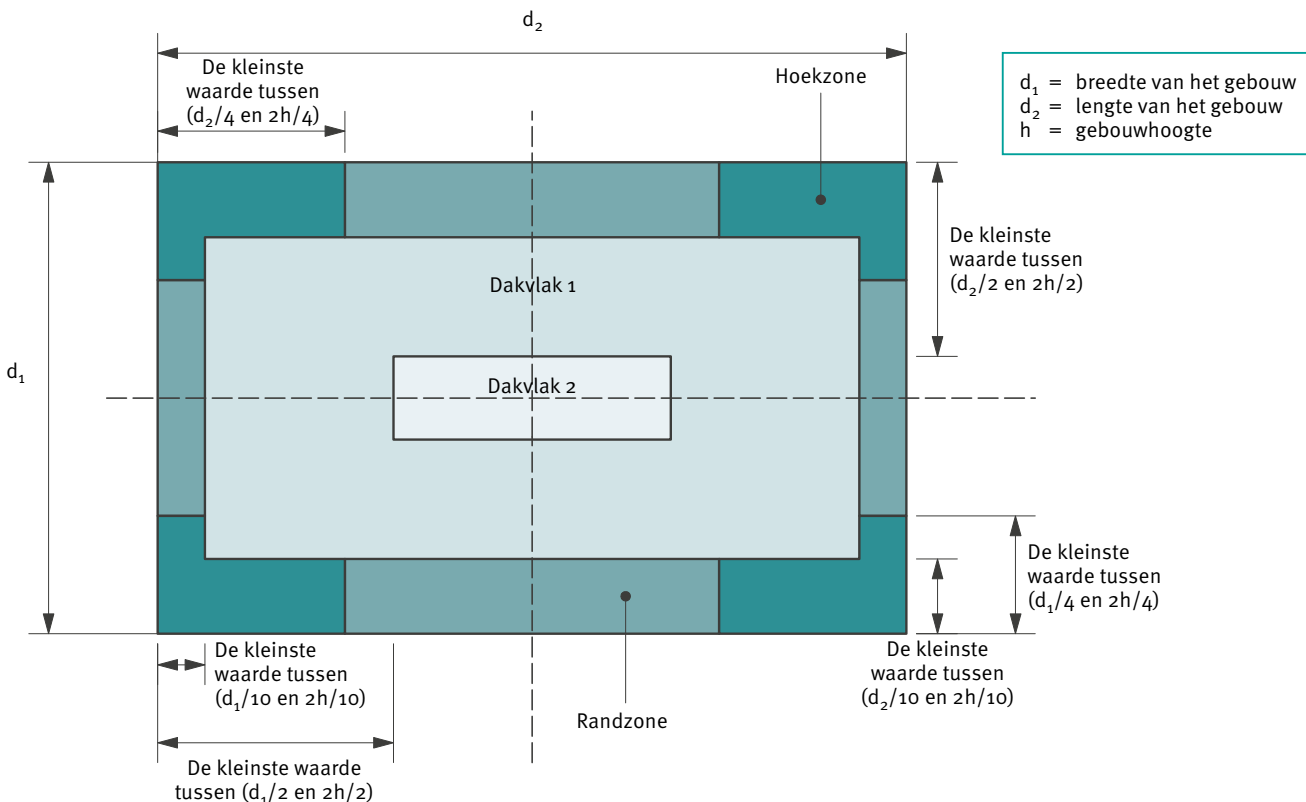 d₂
De kleinste
waarde tussen
(d₂/4 en 2h/4)
Hoekzone
d₁ = breedte van het gebouw
d₂ = lengte van het gebouw
h = gebouwhoogte
De kleinste
waarde tussen
(d₂/2 en 2h/2)
Dakvlak 1
d₁
Dakvlak 2
De kleinste
waarde tussen
(d₁/4 en 2h/4)
De kleinste
waarde tussen
(d₁/10 en 2h/10)
De kleinste
waarde tussen
(d₂/10 en 2h/10)
Randzone
De kleinste waarde
tussen (d₁/2 en 2h/2)